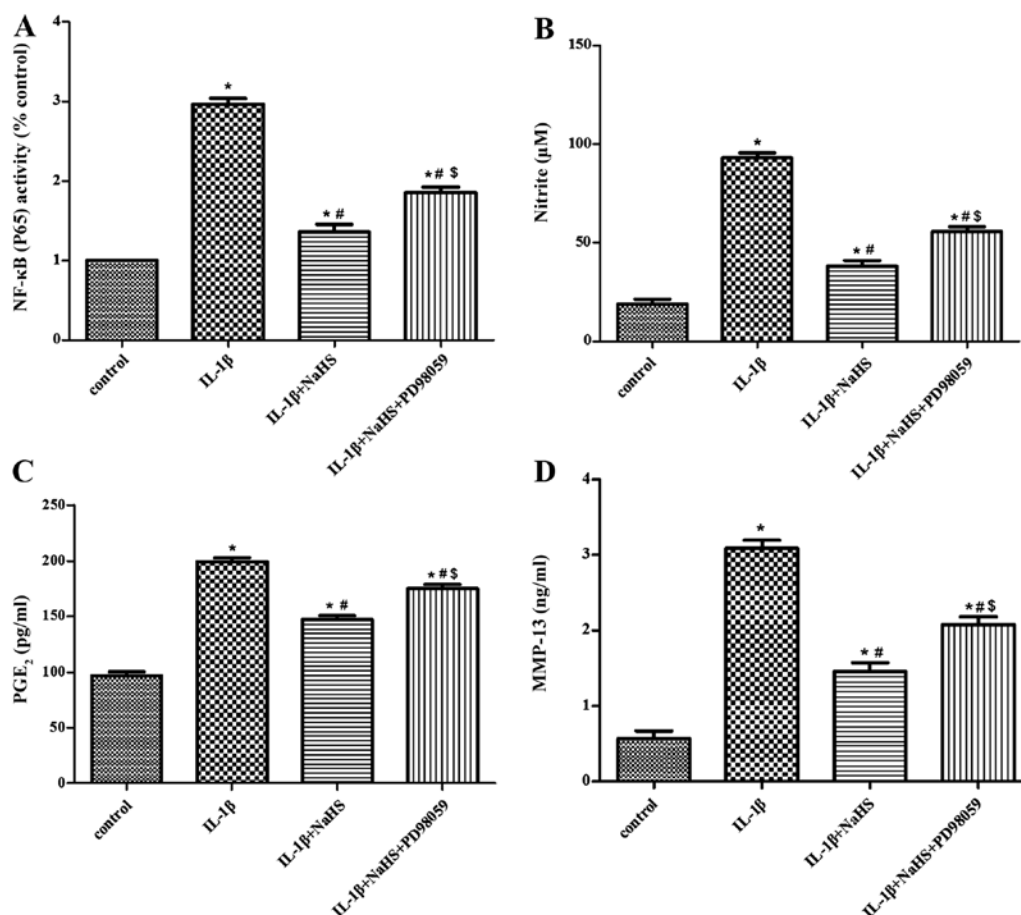 A
NF-κB (P65) activity (% control)
4
3
2
1
0
*
* #
* # $
control
IL-1β
IL-1β+NaHS
IL-1β+NaHS+PD98059
B
Nitrite (μM)
150
100
50
0
*
* #
* # $
control
IL-1β
IL-1β+NaHS
IL-1β+NaHS+PD98059
C
PGE₂ (pg/ml)
250
200
150
100
50
0
*
* #
* # $
control
IL-1β
IL-1β+NaHS
IL-1β+NaHS+PD98059
D
MMP-13 (ng/ml)
4
3
2
1
0
*
* #
* # $
control
IL-1β
IL-1β+NaHS
IL-1β+NaHS+PD98059